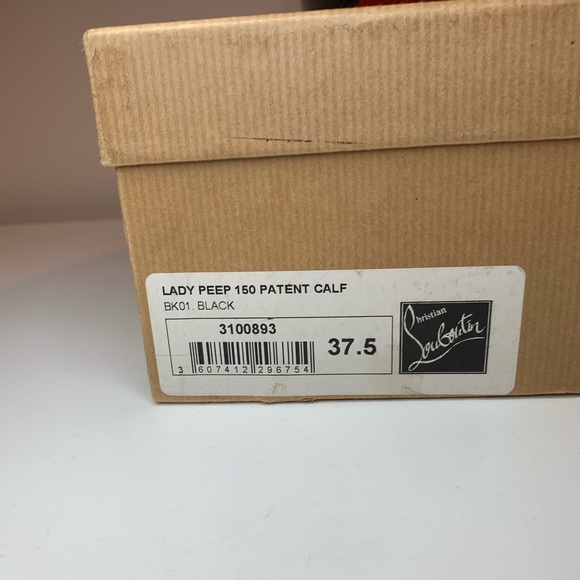 LADY PEEP 150 PATENT CALF
BK01. BLACK
3100893
3 607412 296754
37.5
Christian
Louboutin